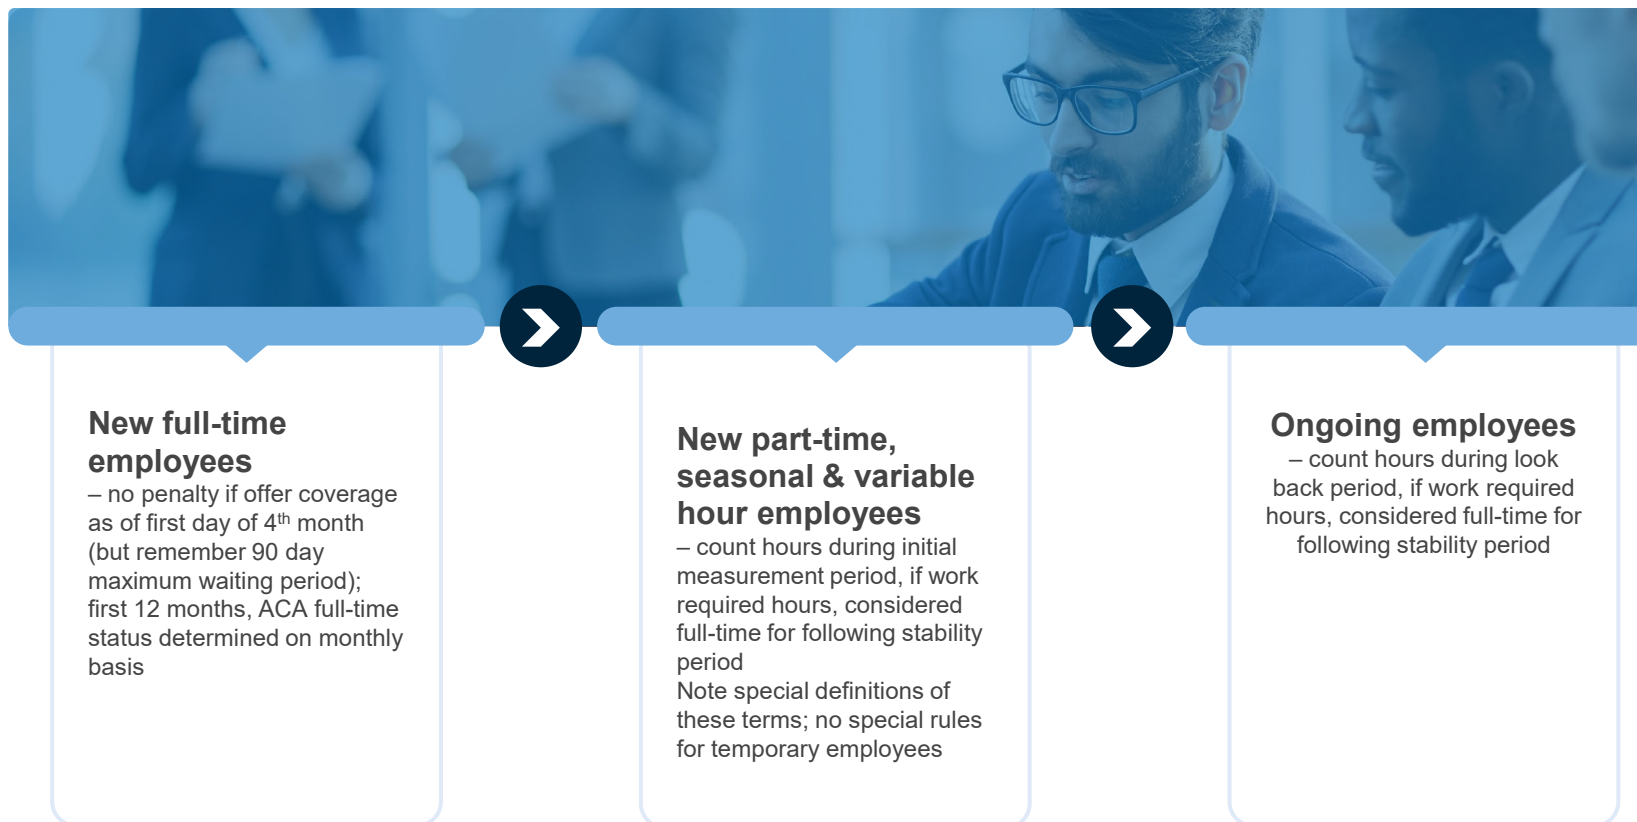 New full-time
employees
– no penalty if offer coverage
as of first day of 4th month
(but remember 90 day
maximum waiting period);
first 12 months, ACA full-time
status determined on monthly
basis
New part-time,
seasonal & variable
hour employees
– count hours during initial
measurement period, if work
required hours, considered
full-time for following stability
period
Note special definitions of
these terms; no special rules
for temporary employees
Ongoing employees
– count hours during look
back period, if work required
hours, considered full-time for
following stability period